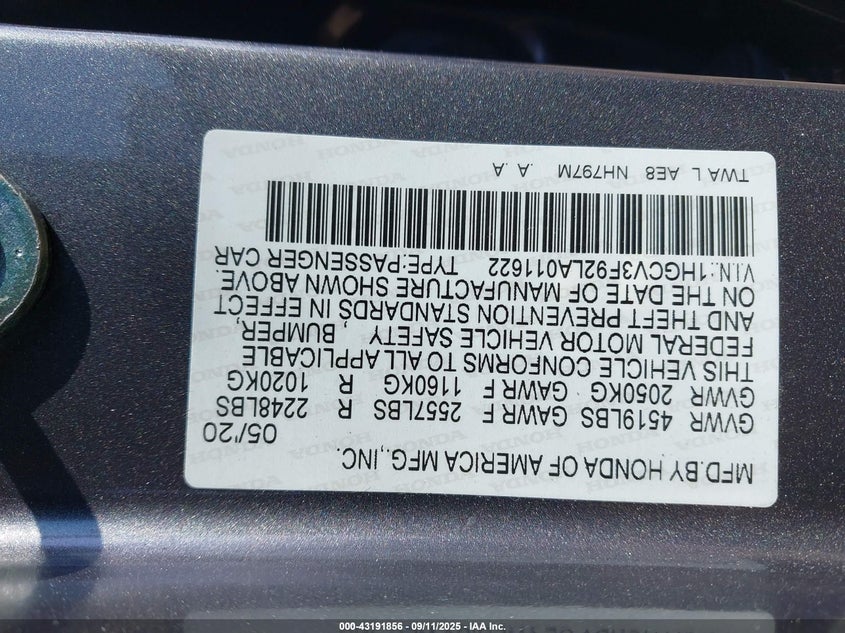 MFD.BY HONDA OF AMERICA MFG.,INC.
05/'20
GVWR 4519LBS GAWR F 2557LBS R 2248LBS
GVWR 2050KG GAWR F 1160KG R 1020KG
THIS VEHICLE CONFORMS TO ALL APPLICABLE
FEDERAL MOTOR VEHICLE SAFETY , BUMPER,
AND THEFT PREVENTION STANDARDS IN EFFECT
ON THE DATE OF MANUFACTURE SHOWN ABOVE.
VIN:1HGCV3F92LA011622 TYPE:PASSENGER CAR
TWA L AE8 NH797M .A .A
000-43191856 - 09/11/2025 - IAA Inc.